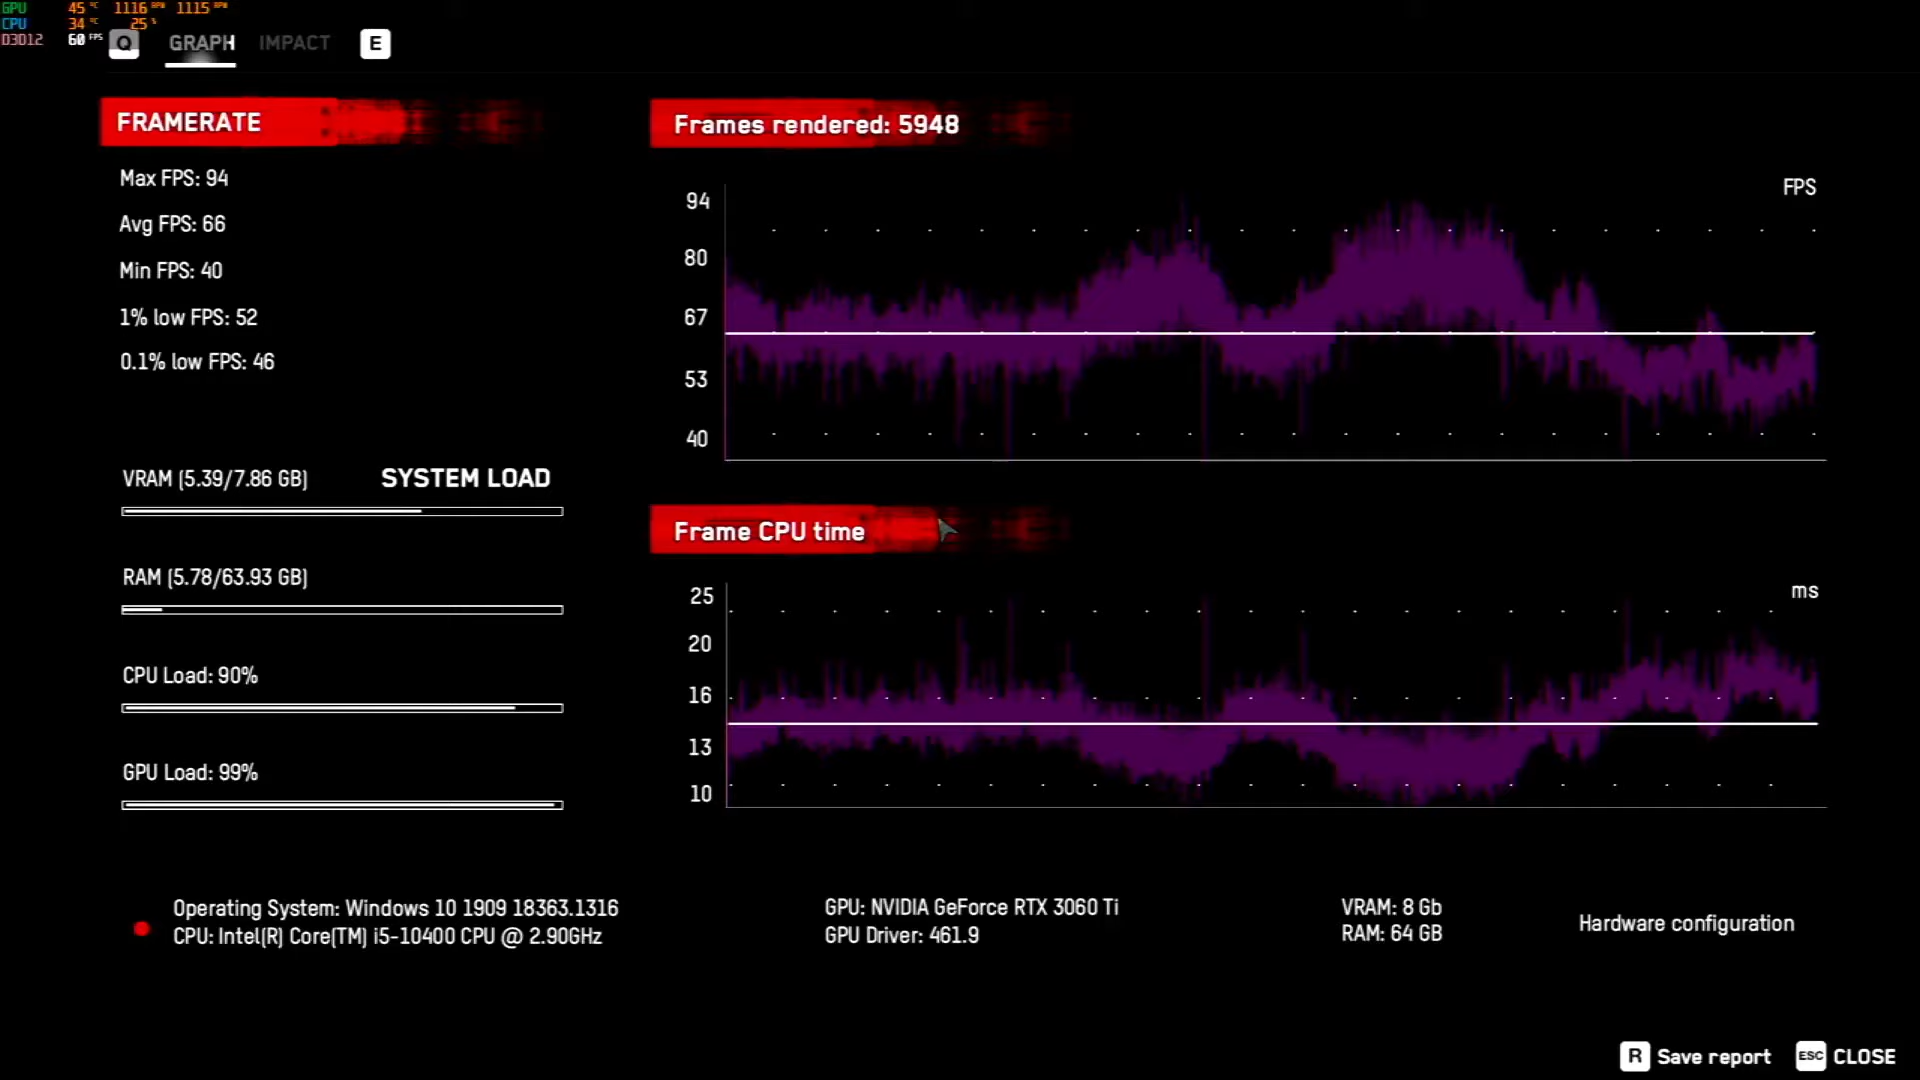 GPU 45 °C 1116 RPM 1115 RPM
CPU 34 °C 25 %
D3D12 60 FPS
Q GRAPH IMPACT E
FRAMERATE
Max FPS: 94
Avg FPS: 66
Min FPS: 40
1% low FPS: 52
0.1% low FPS: 46
VRAM (5.39/7.86 GB) SYSTEM LOAD
RAM (5.78/63.93 GB)
CPU Load: 90%
GPU Load: 99%
Frames rendered: 5948
FPS
94
80
67
53
40
Frame CPU time
ms
25
20
16
13
10
Operating System: Windows 10 1909 18363.1316
CPU: Intel(R) Core(TM) i5-10400 CPU @ 2.90GHz
GPU: NVIDIA GeForce RTX 3060 Ti
GPU Driver: 461.9
VRAM: 8 Gb
RAM: 64 GB
Hardware configuration
R Save report ESC CLOSE